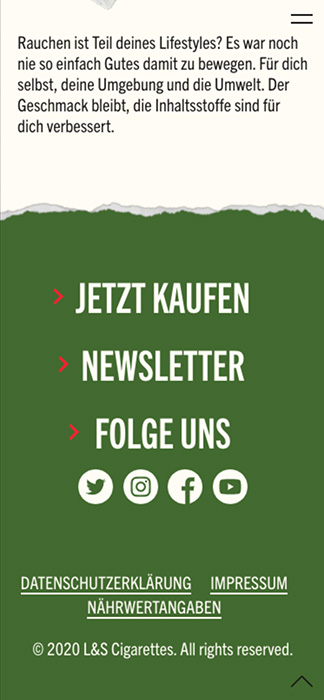 Rauchen ist Teil deines Lifestyles? Es war noch
nie so einfach Gutes damit zu bewegen. Für dich
selbst, deine Umgebung und die Umwelt. Der
Geschmack bleibt, die Inhaltsstoffe sind für
dich verbessert.
JETZT KAUFEN
NEWSLETTER
FOLGE UNS
DATENSCHUTZERKLÄRUNG IMPRESSUM
NÄHRWERTANGABEN
© 2020 L&S Cigarettes. All rights reserved.